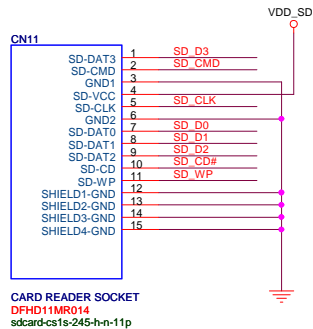 VDD_SD
CN11
SD-DAT3 1 SD_D3
SD-CMD 2 SD_CMD
GND1 3
SD-VCC 4
SD-CLK 5 SD_CLK
GND2 6
SD-DAT0 7 SD_D0
SD-DAT1 8 SD_D1
SD-DAT2 9 SD_D2
SD-CD 10 SD_CD#
SD-WP 11 SD_WP
SHIELD1-GND 12
SHIELD2-GND 13
SHIELD3-GND 14
SHIELD4-GND 15
CARD READER SOCKET
DFHD11MR014
sdcard-cs1s-245-h-n-11p